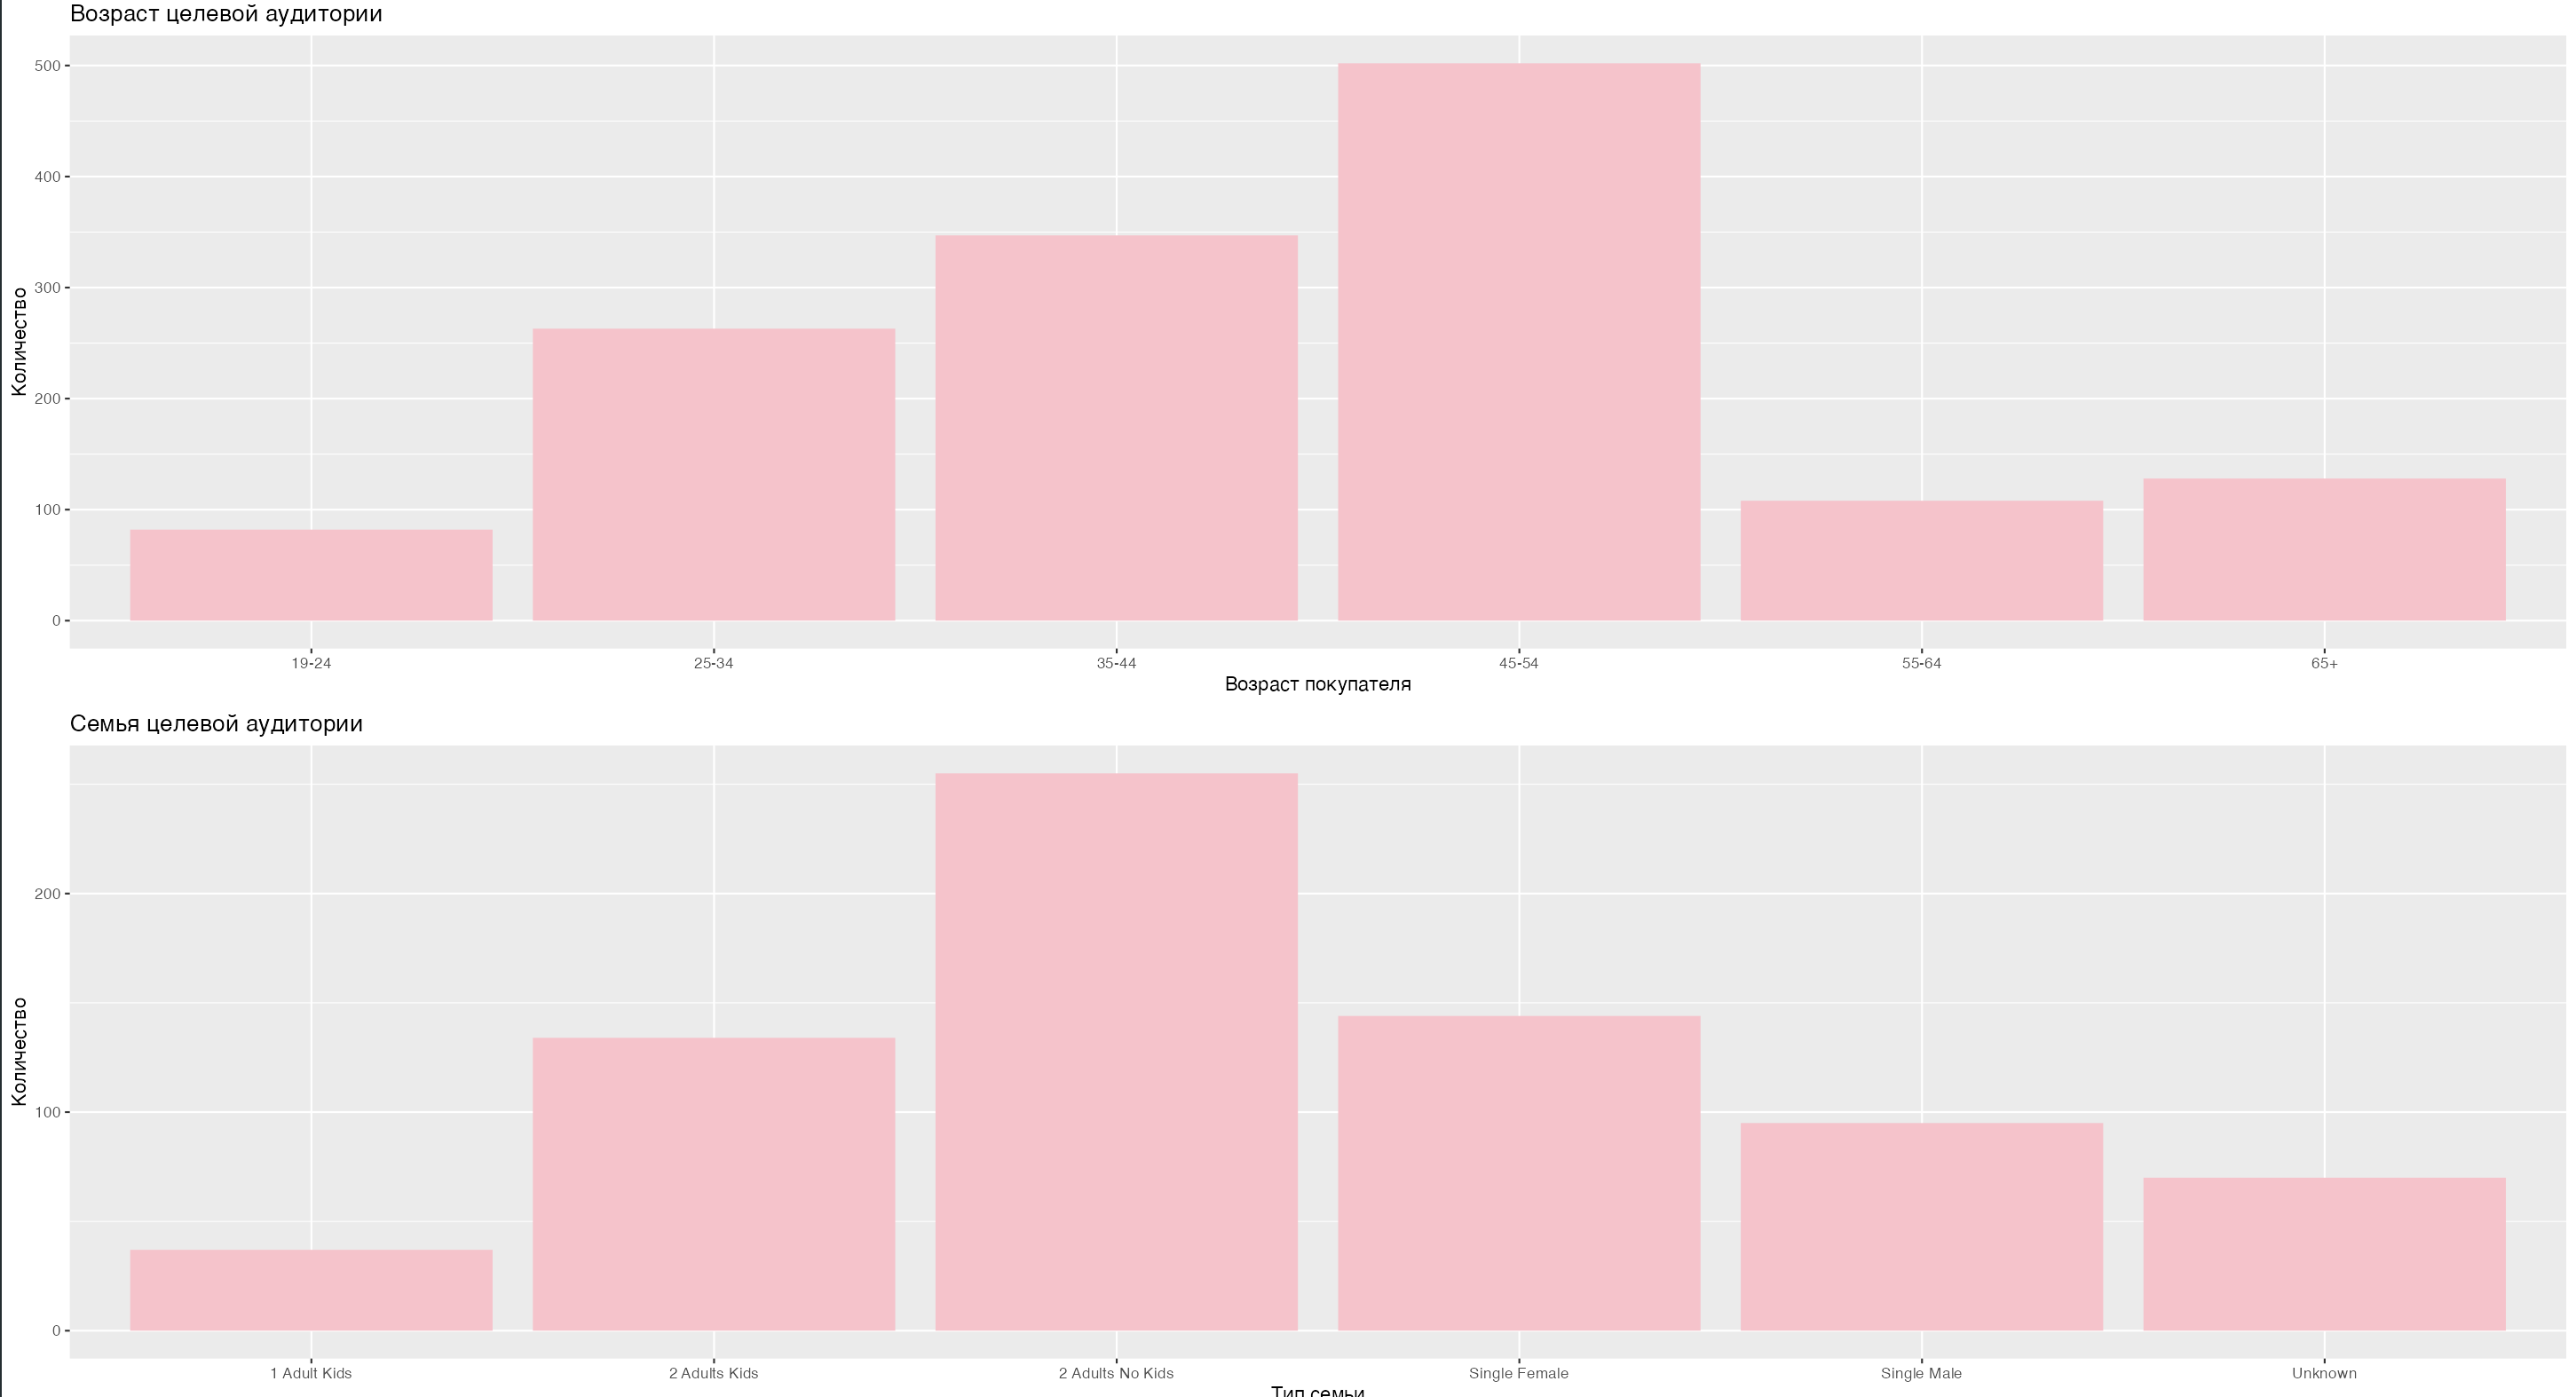 Возраст целевой аудитории
500
400
300
200
100
0
Количество
19-24 25-34 35-44 45-54 55-64 65+
Возраст покупателя
Семья целевой аудитории
200
100
0
Количество
1 Adult Kids 2 Adults Kids 2 Adults No Kids Single Female Single Male Unknown
Тип семьи